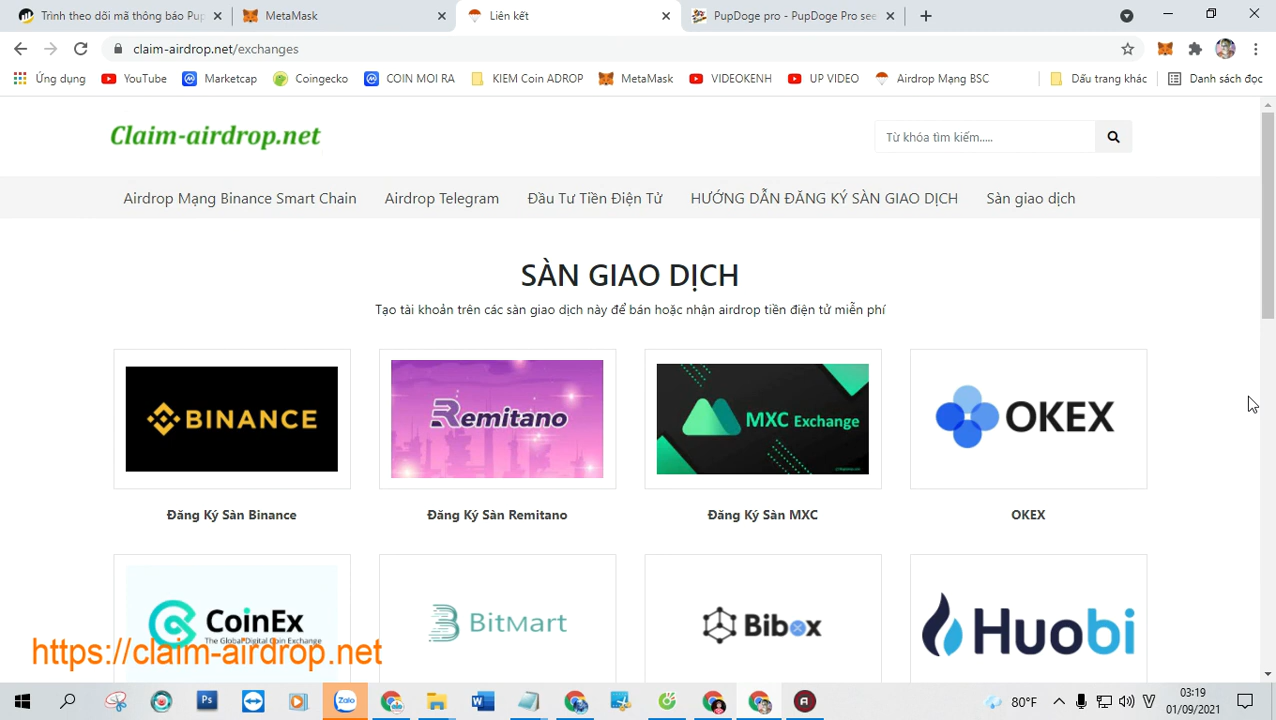 Trình theo dõi mã thông báo Pup
MetaMask
Liên kết
PupDoge pro - PupDoge Pro see
claim-airdrop.net/exchanges
Ứng dụng
YouTube
Marketcap
Coingecko
COIN MOI RA
KIEM Coin ADROP
MetaMask
VIDEOKENH
UP VIDEO
Airdrop Mạng BSC
Dấu trang khác
Danh sách đọc
Claim-airdrop.net
Từ khóa tìm kiếm.....
Airdrop Mạng Binance Smart Chain
Airdrop Telegram
Đầu Tư Tiền Điện Tử
HƯỚNG DẪN ĐĂNG KÝ SÀN GIAO DỊCH
Sàn giao dịch
SÀN GIAO DỊCH
Tạo tài khoản trên các sàn giao dịch này để bán hoặc nhận airdrop tiền điện tử miễn phí
BINANCE
Remitano
MXC Exchange
OKEX
Đăng Ký Sàn Binance
Đăng Ký Sàn Remitano
Đăng Ký Sàn MXC
OKEX
CoinEx
The Global Digital Coin Exchange
BitMart
Bibox
Huobi
https://claim-airdrop.net
Ps
Zalo
80°F
03:19
01/09/2021